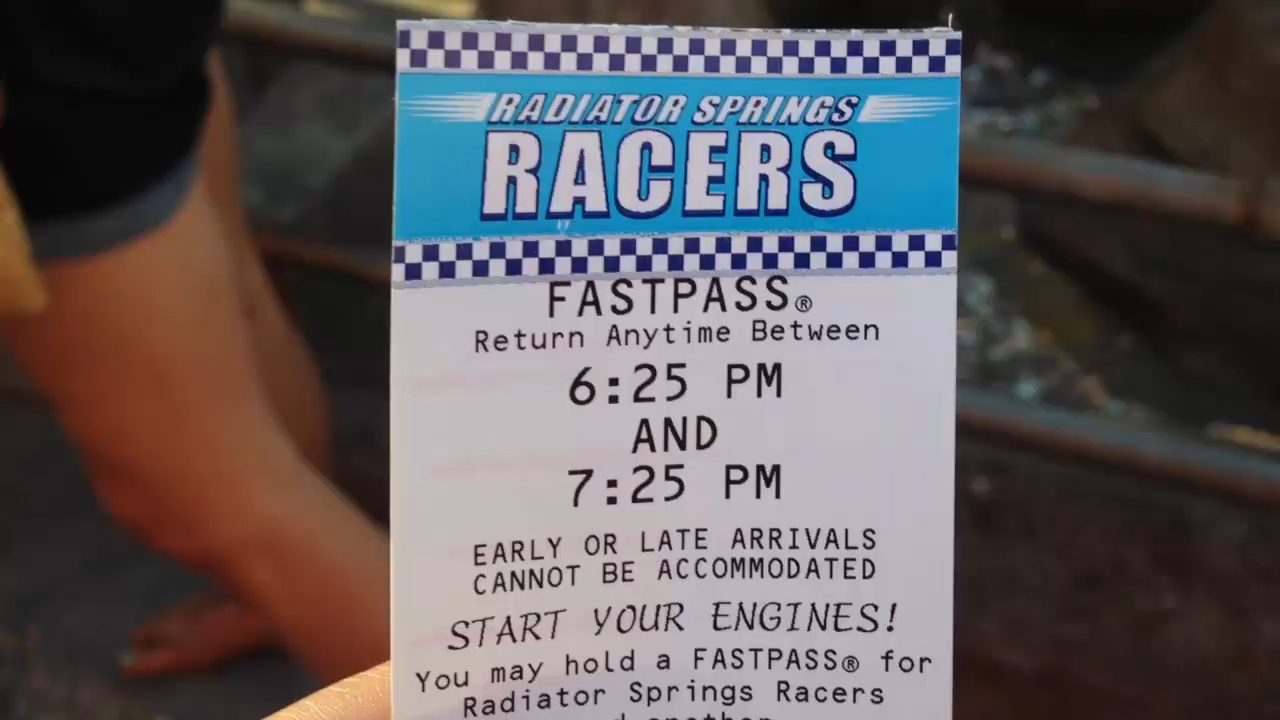 RADIATOR SPRINGS
RACERS
FASTPASS®
Return Anytime Between
6:25 PM
AND
7:25 PM
EARLY OR LATE ARRIVALS
CANNOT BE ACCOMMODATED
START YOUR ENGINES!
You may hold a FASTPASS® for
Radiator Springs Racers
another